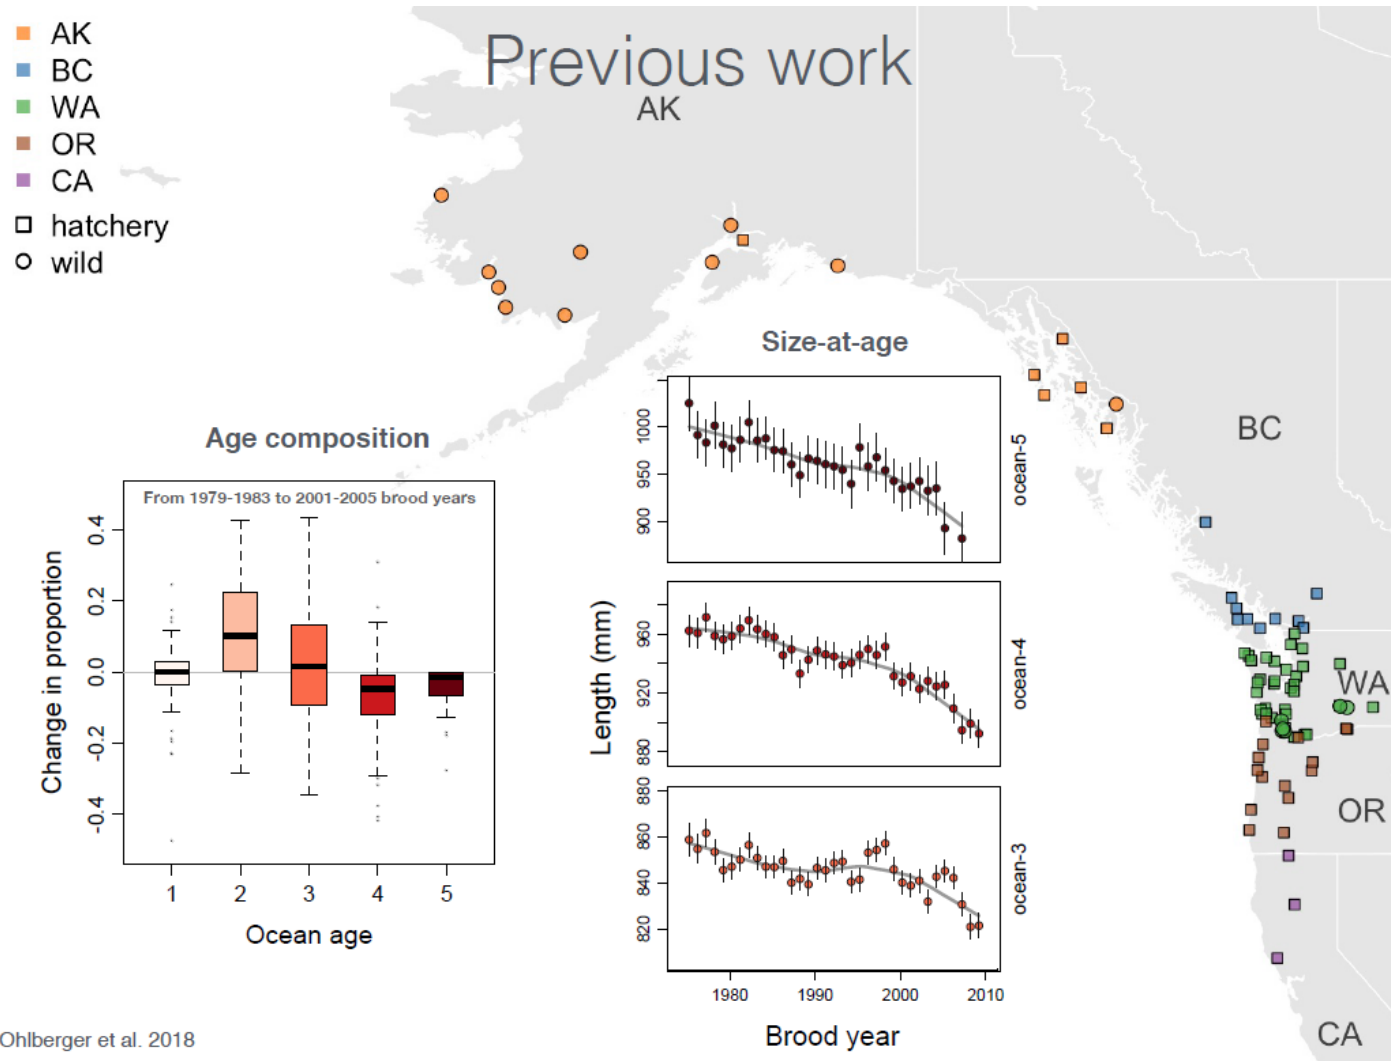 Previous work
AK
BC
WA
OR
CA
hatchery
wild
AK
BC
WA
OR
CA
Age composition
From 1979-1983 to 2001-2005 brood years
Change in proportion
0.4
0.2
0.0
-0.2
-0.4
1 2 3 4 5
Ocean age
Size-at-age
Length (mm)
1000
950
900
ocean-5
960
920
880
ocean-4
880
860
840
820
ocean-3
1980 1990 2000 2010
Brood year
Ohlberger et al. 2018